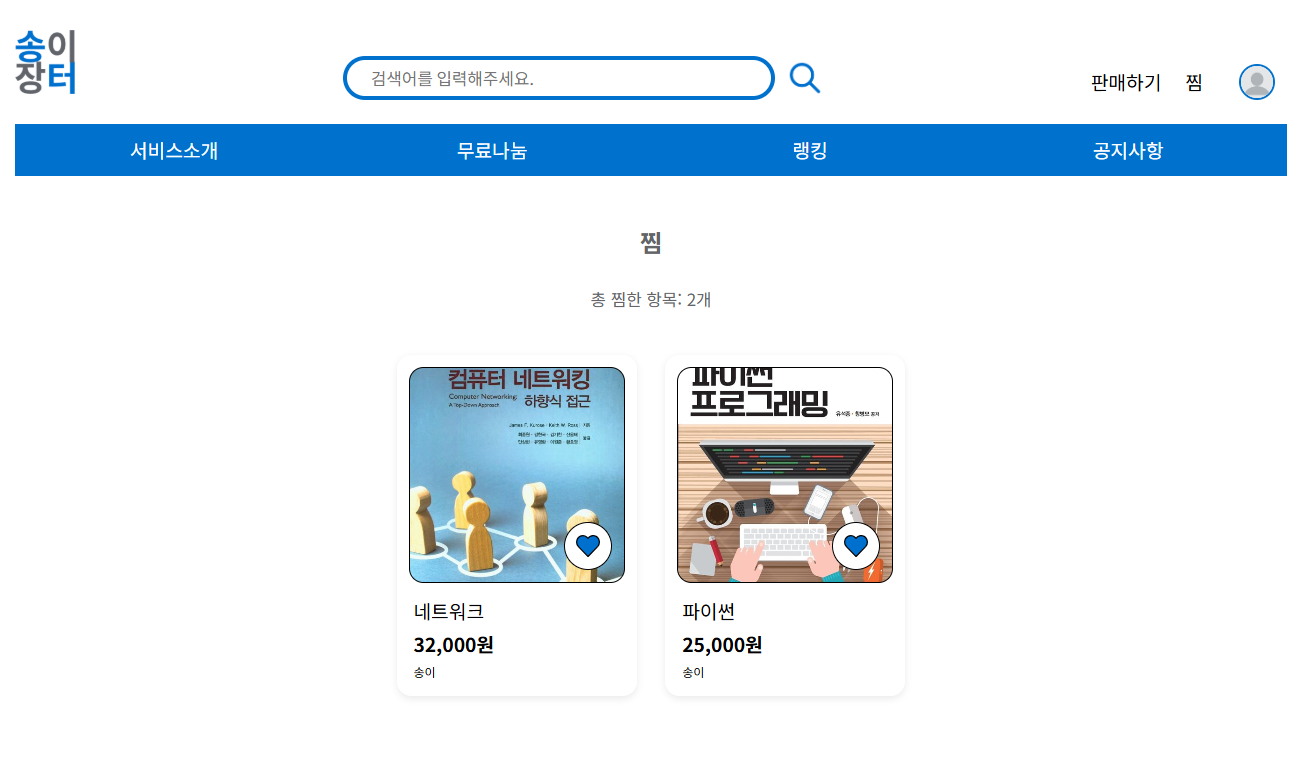 송이
장터
검색어를 입력해주세요.
판매하기 찜
서비스소개 무료나눔 랭킹 공지사항
찜
총 찜한 항목: 2개
컴퓨터 네트워킹
Computer Networking:
A Top-Down Approach
하향식 접근
James F. Kurose · Keith W. Ross 지음
옮김
파이썬
프로그래밍
공저
네트워크
32,000원
송이
파이썬
25,000원
송이